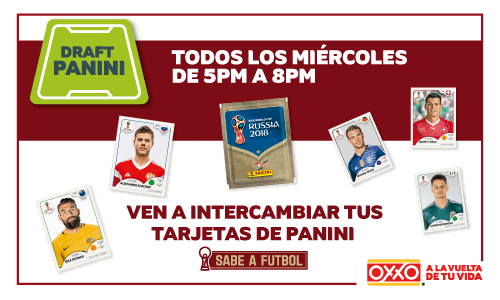 DRAFT
PANINI
TODOS LOS MIÉRCOLES
DE 5PM A 8PM
RUSSIA
2018
PANINI
VEN A INTERCAMBIAR TUS
TARJETAS DE PANINI
SABE A FUTBOL
OXXO
A LA VUELTA
DE TU VIDA